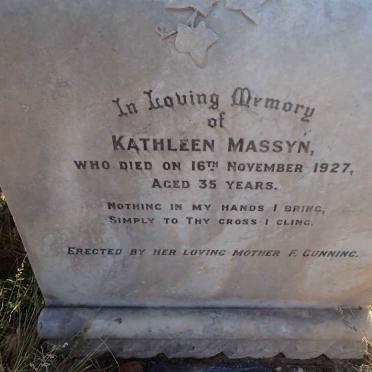 In Loving Memory
of
KATHLEEN MASSYN,
WHO DIED ON 16TH NOVEMBER 1927,
AGED 35 YEARS.
NOTHING IN MY HANDS I BRING,
SIMPLY TO THY CROSS I CLING.
ERECTED BY HER LOVING MOTHER F. GUNNING.